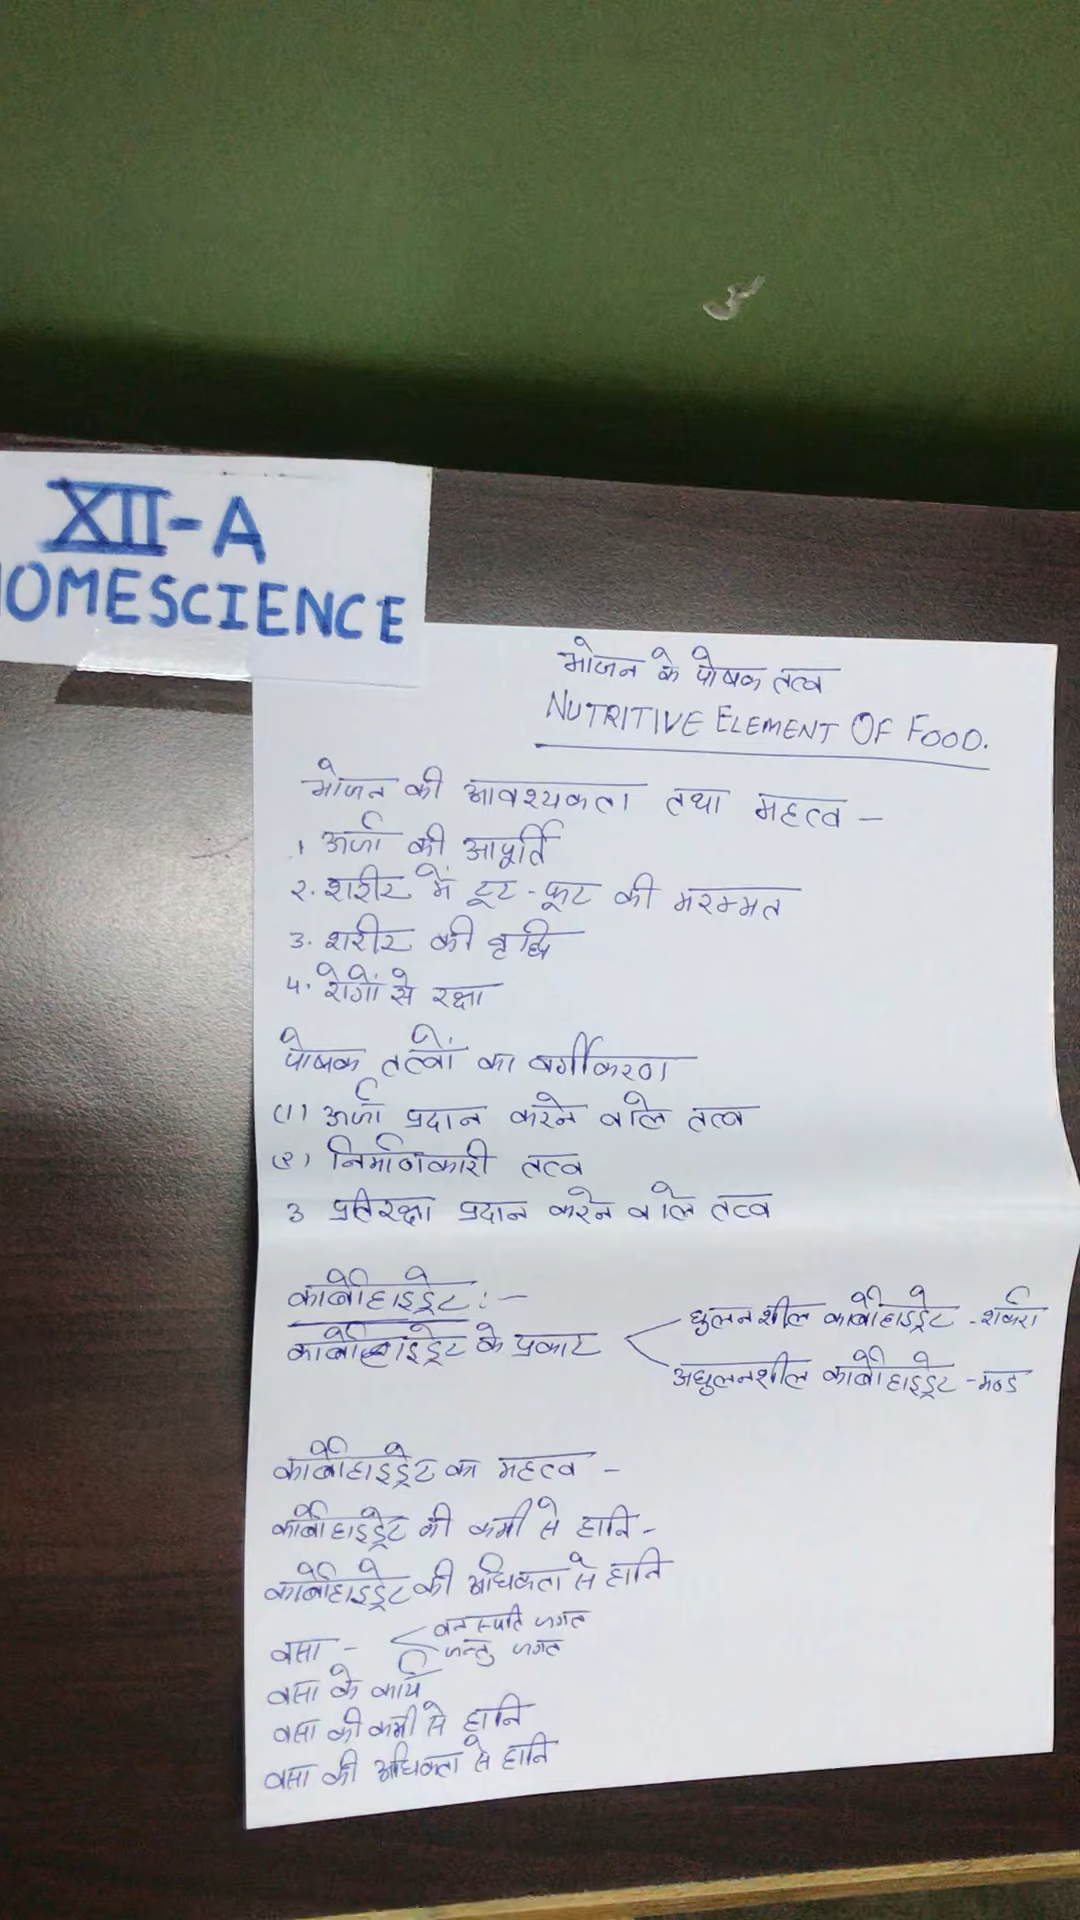 XII-A
OMESCIENCE
भोजन के पोषक तत्व
NUTRITIVE ELEMENT OF FOOD.
भोजन की आवश्यकता तथा महत्व –
1. ऊर्जा की आपूर्ति
२. शरीर में टूट-फूट की मरम्मत
3. शरीर की वृद्धि
4. रोगों से रक्षा
पोषक तत्वों का वर्गीकरण
(1) ऊर्जा प्रदान करने वाले तत्व
(२) निर्माणकारी तत्व
3 प्रतिरक्षा प्रदान करने वाले तत्व
कार्बोहाइड्रेट :-
कार्बोहाइड्रेट के प्रकार
घुलनशील कार्बोहाइड्रेट - शर्करा
अघुलनशील कार्बोहाइड्रेट - मण्ड
कार्बोहाइड्रेट का महत्व –
कार्बोहाइड्रेट की कमी से हानि -
कार्बोहाइड्रेट की अधिकता से हानि
वसा - वनस्पति जगत
जन्तु जगत
वसा के कार्य
वसा की कमी से हानि
वसा की अधिकता से हानि